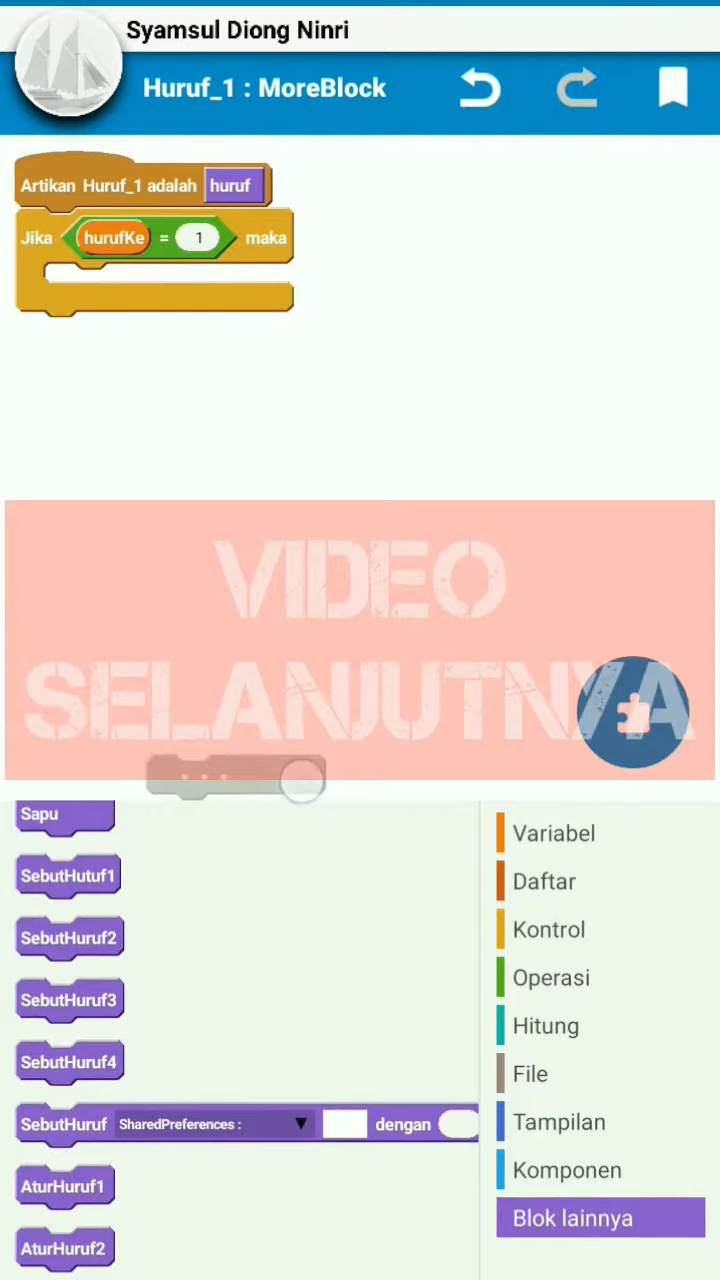 Syamsul Diong Ninri
Huruf_1 : MoreBlock
Artikan Huruf_1 adalah huruf
Jika hurufKe = 1 maka
VIDEO
SELANJUTNYA
Sapu
SebutHutuf1
SebutHuruf2
SebutHuruf3
SebutHuruf4
SebutHuruf SharedPreferences : dengan
AturHuruf1
AturHuruf2
Variabel
Daftar
Kontrol
Operasi
Hitung
File
Tampilan
Komponen
Blok lainnya